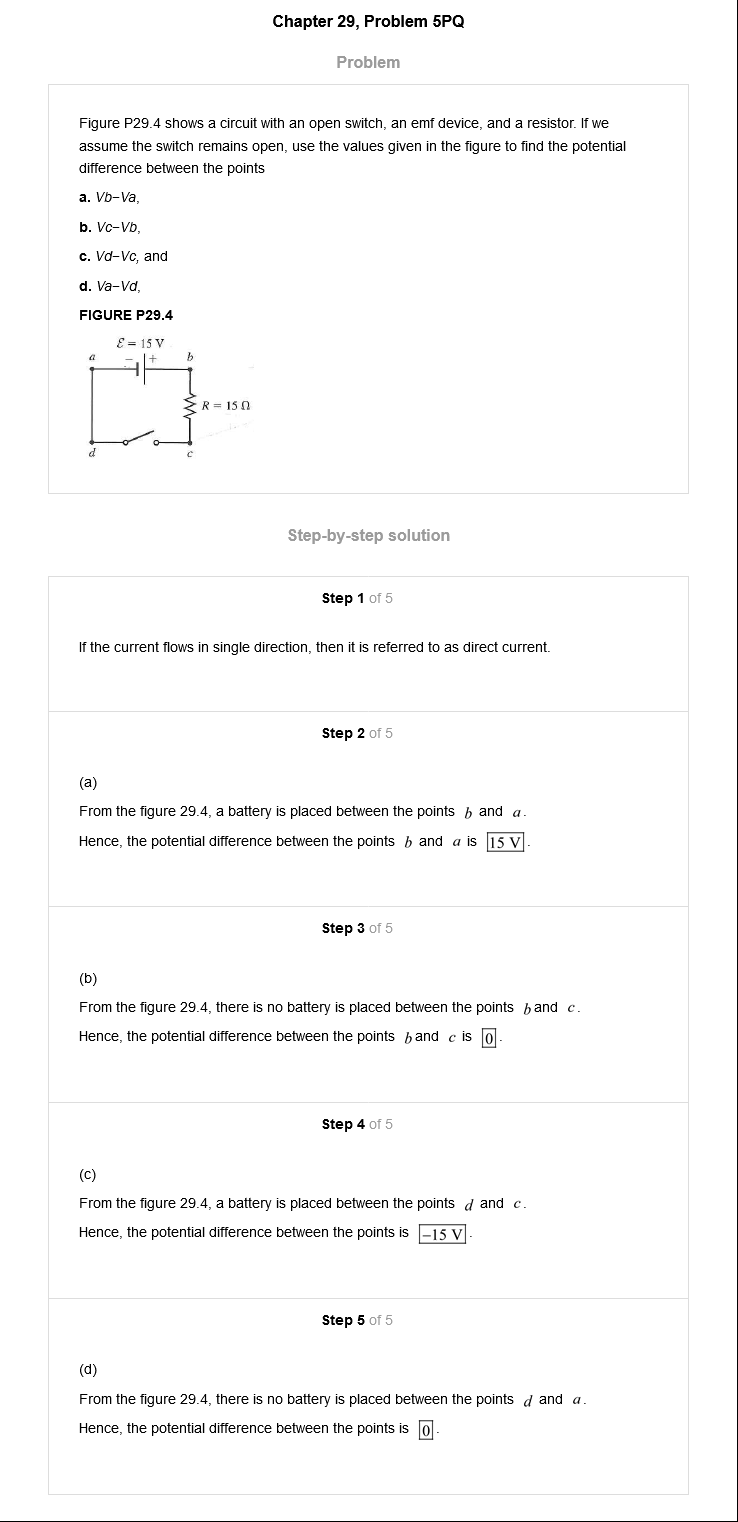 Chapter 29, Problem 5PQ
Problem
Figure P29.4 shows a circuit with an open switch, an emf device, and a resistor. If we
assume the switch remains open, use the values given in the figure to find the potential
difference between the points
a. Vb−Va,
b. Vc−Vb,
c. Vd−Vc, and
d. Va−Vd,
FIGURE P29.4
ℰ = 15 V
a − + b
R = 15 Ω
d c
Step-by-step solution
Step 1 of 5
If the current flows in single direction, then it is referred to as direct current.
Step 2 of 5
(a)
From the figure 29.4, a battery is placed between the points b and a.
Hence, the potential difference between the points b and a is 15 V.
Step 3 of 5
(b)
From the figure 29.4, there is no battery is placed between the points b and c.
Hence, the potential difference between the points b and c is 0.
Step 4 of 5
(c)
From the figure 29.4, a battery is placed between the points d and c.
Hence, the potential difference between the points is −15 V.
Step 5 of 5
(d)
From the figure 29.4, there is no battery is placed between the points d and a.
Hence, the potential difference between the points is 0.